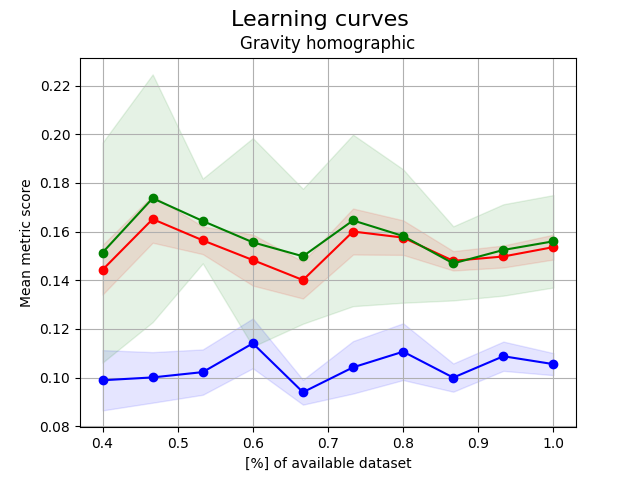 Learning curves
Gravity homographic
Mean metric score
0.22
0.20
0.18
0.16
0.14
0.12
0.10
0.08
0.4 0.5 0.6 0.7 0.8 0.9 1.0
[%] of available dataset